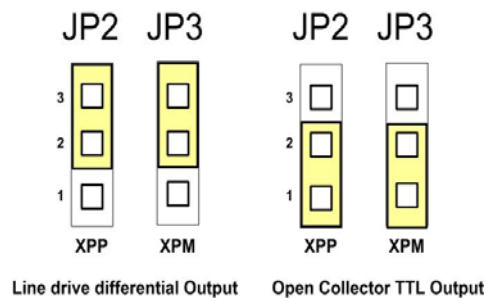 JP2 JP3 JP2 JP3
3 3
2 2
1 1
XPP XPM XPP XPM
Line drive differential Output Open Collector TTL Output